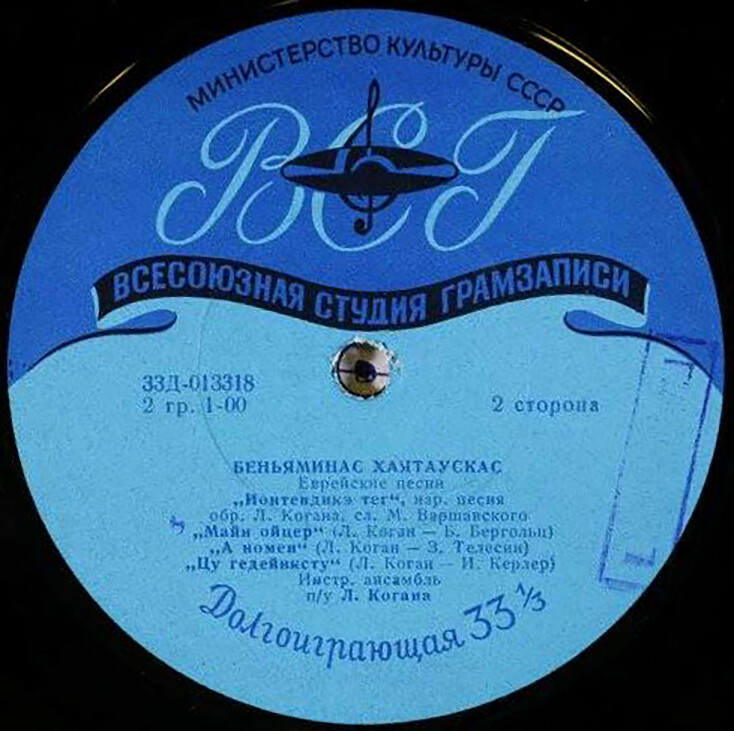 МИНИСТЕРСТВО КУЛЬТУРЫ СССР
ВСГ
ВСЕСОЮЗНАЯ СТУДИЯ ГРАМЗАПИСИ
33Д-013318
2 гр. 1-00
2 сторона
БЕНЬЯМИНАС ХАЯТАУСКАС
Еврейские песни
„Йонтевдикэ тег“, нар. песня
обр. Л. Когана, сл. М. Варшавского
„Майн ойцер“ (Л. Коган — Б. Бергольц)
„А номен“ (Л. Коган — З. Телесин)
„Цу гедейнксту“ (Л. Коган — И. Керлер)
Инстр. ансамбль
п/у Л. Когана
Долгоиграющая 33 1/3